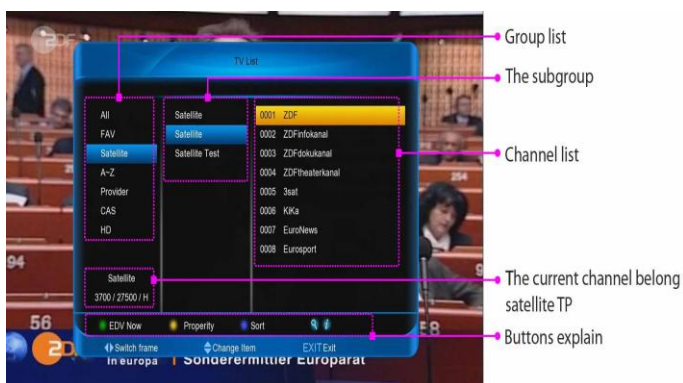 ZDF
TV List
Group list
The subgroup
Channel list
The current channel belong
satellite TP
Buttons explain
All
FAV
Satellite
A~Z
Provider
CAS
HD
Satellite
Satellite
Satellite Test
0001 ZDF
0002 ZDFinfokanal
0003 ZDFdokukanal
0004 ZDFtheaterkanal
0005 3sat
0006 KiKa
0007 EuroNews
0008 Eurosport
Satellite
3700 / 27500 / H
EDV Now
Properity
Sort
Switch frame
Change Item
EXIT Exit
254
94
56
58
in europa
Sonderermittler Europarat